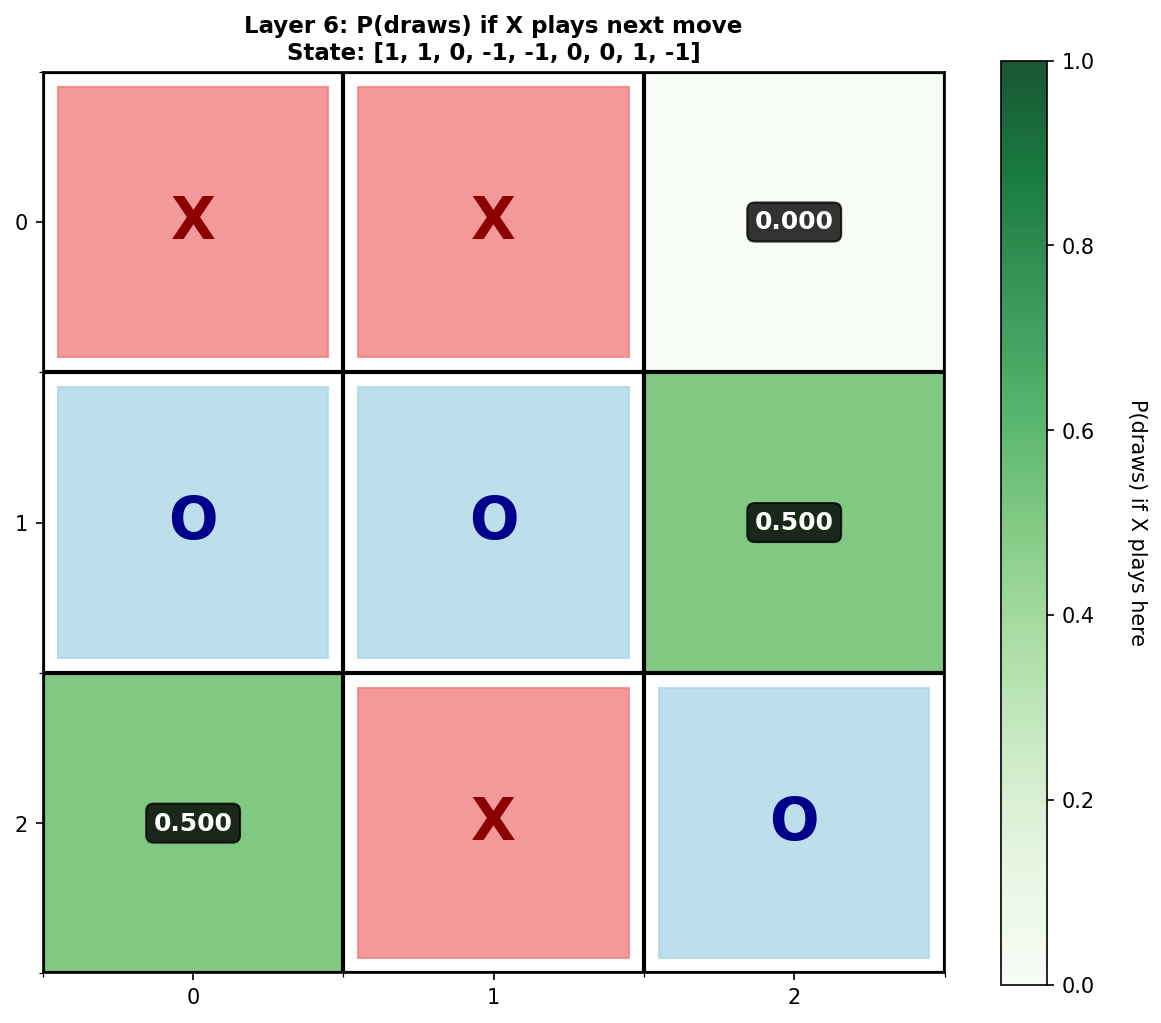 Layer 6: P(draws) if X plays next move
State: [1, 1, 0, -1, -1, 0, 0, 1, -1]
0
X
X
0.000
1
O
O
0.500
2
0.500
X
O
0
1
2
1.0
0.8
0.6
0.4
0.2
0.0
P(draws) if X plays here